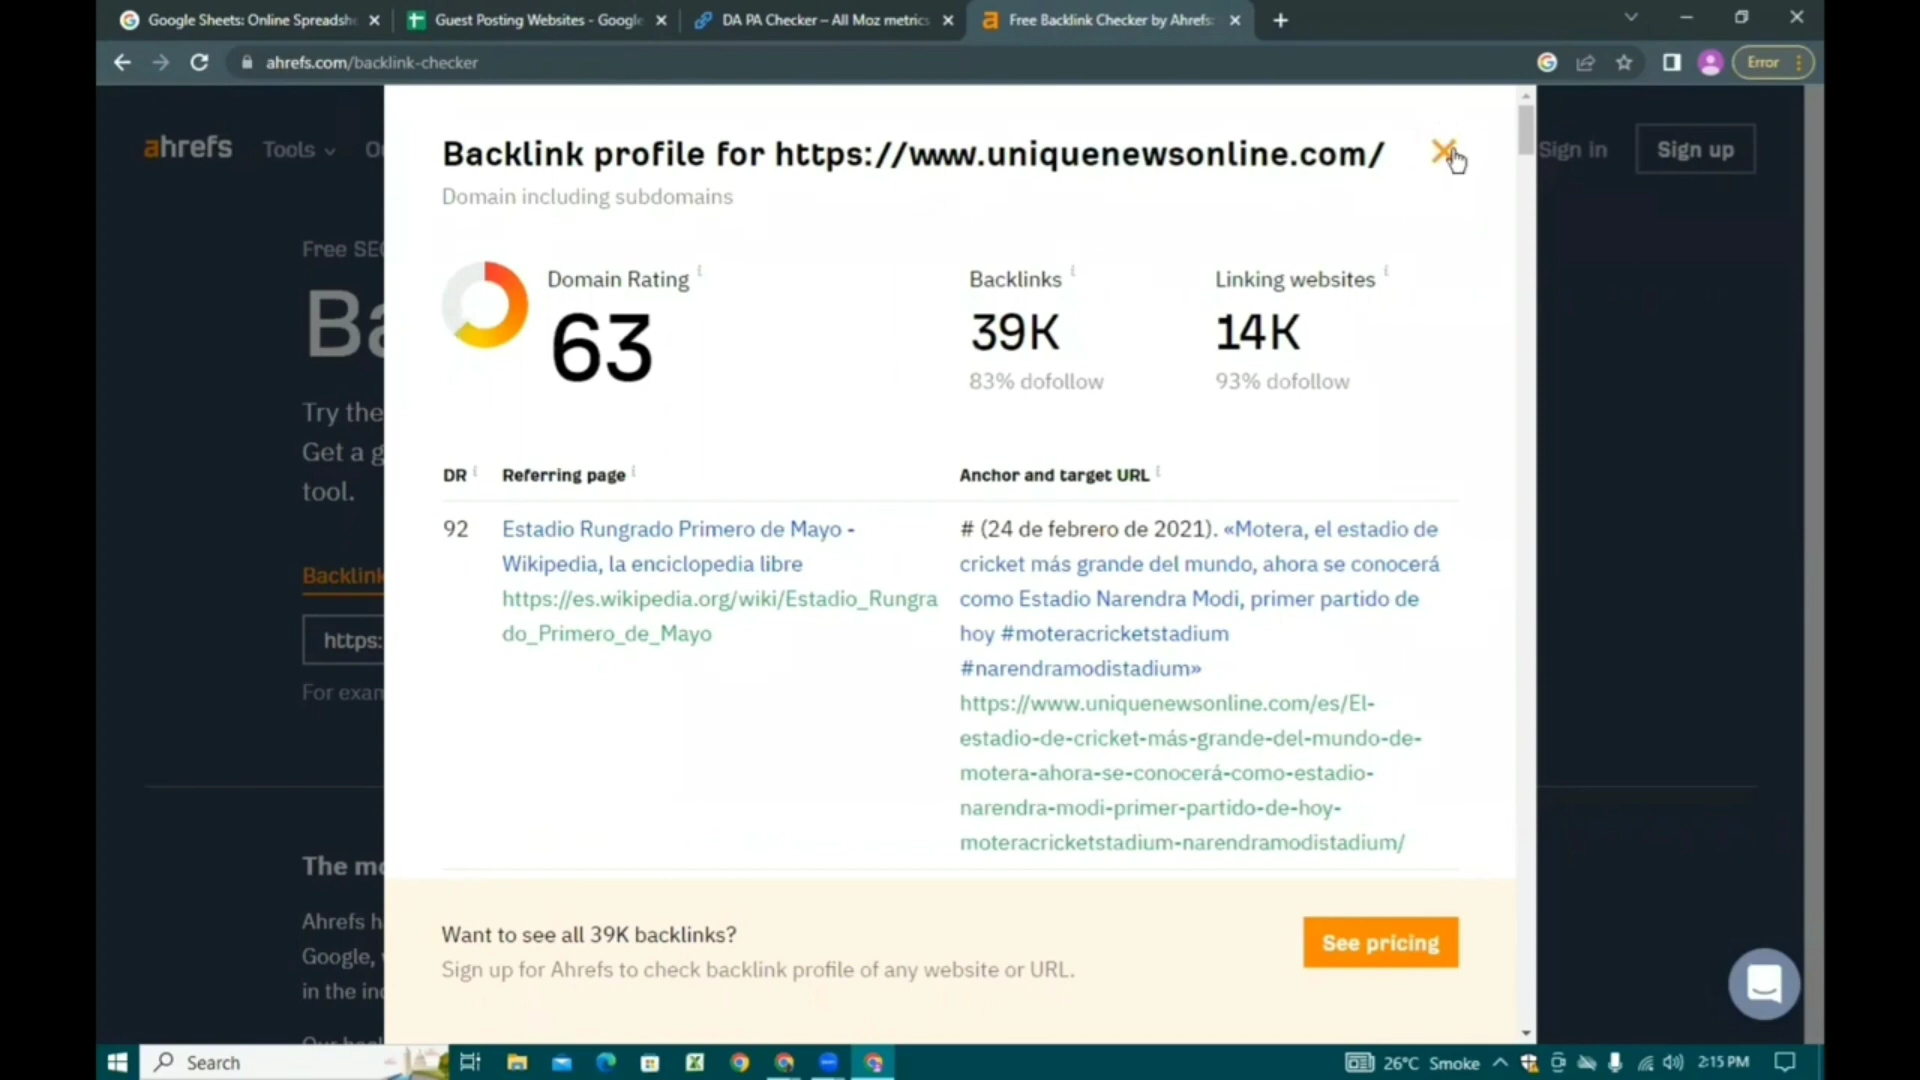 Google Sheets: Online Spreadshe
Guest Posting Websites - Google
DA PA Checker – All Moz metrics
Free Backlink Checker by Ahrefs:
ahrefs.com/backlink-checker
Error
ahrefs
Tools
Sign in
Sign up
Backlink profile for https://www.uniquenewsonline.com/
Domain including subdomains
Free SEO
Ba
Domain Rating
63
Backlinks
39K
83% dofollow
Linking websites
14K
93% dofollow
Try the
Get a g
tool.
DR
Referring page
Anchor and target URL
92
Estadio Rungrado Primero de Mayo -
Wikipedia, la enciclopedia libre
https://es.wikipedia.org/wiki/Estadio_Rungra
do_Primero_de_Mayo
# (24 de febrero de 2021). «Motera, el estadio de
cricket más grande del mundo, ahora se conocerá
como Estadio Narendra Modi, primer partido de
hoy #moteracricketstadium
#narendramodistadium»
https://www.uniquenewsonline.com/es/El-
estadio-de-cricket-más-grande-del-mundo-de-
motera-ahora-se-conocerá-como-estadio-
narendra-modi-primer-partido-de-hoy-
moteracricketstadium-narendramodistadium/
Backlink
https:
For exam
The mo
Ahrefs h
Google,
in the ind
Want to see all 39K backlinks?
Sign up for Ahrefs to check backlink profile of any website or URL.
See pricing
Search
26°C Smoke
2:15 PM